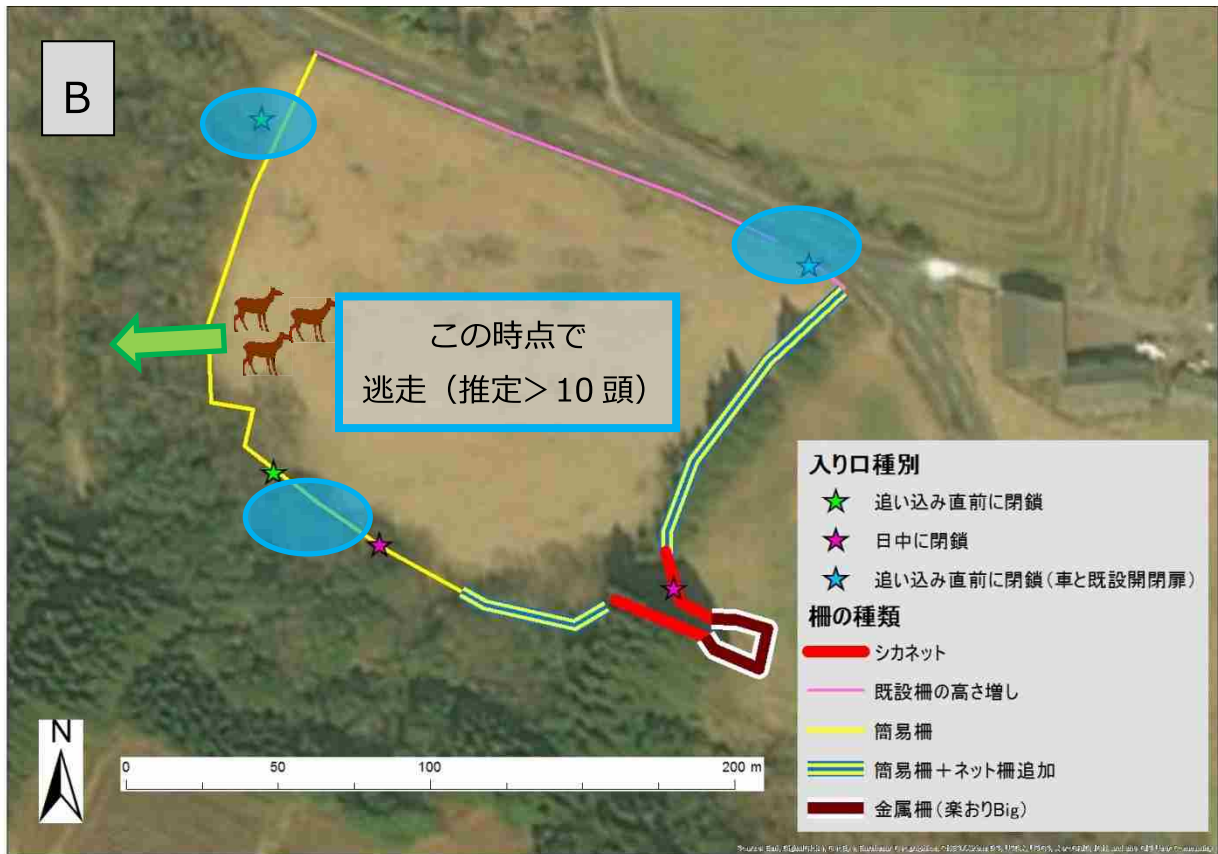 B
この時点で
逃走（推定＞10頭）
入り口種別
追い込み直前に閉鎖
日中に閉鎖
追い込み直前に閉鎖(車と既設開閉扉)
柵の種類
シカネット
既設柵の高さ増し
簡易柵
簡易柵＋ネット柵追加
金属柵(楽おりBig)
N
0 50 100 200 m